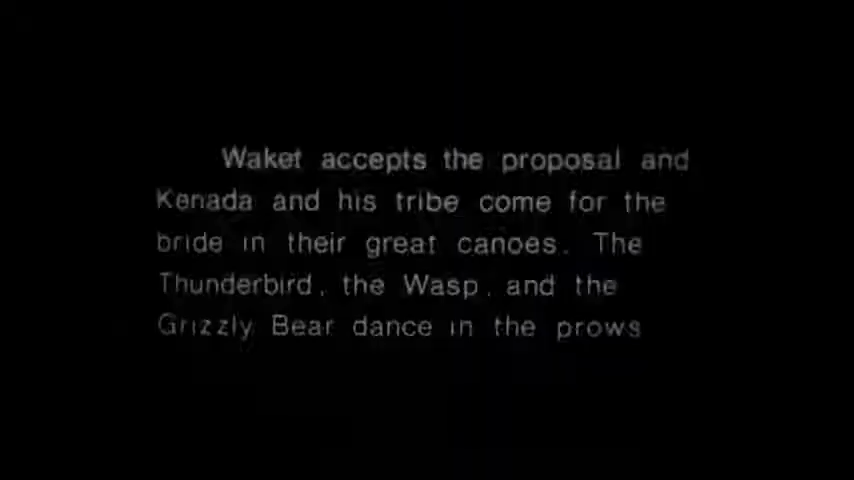 Waket accepts the proposal and
Kenada and his tribe come for the
bride in their great canoes. The
Thunderbird, the Wasp, and the
Grizzly Bear dance in the prows